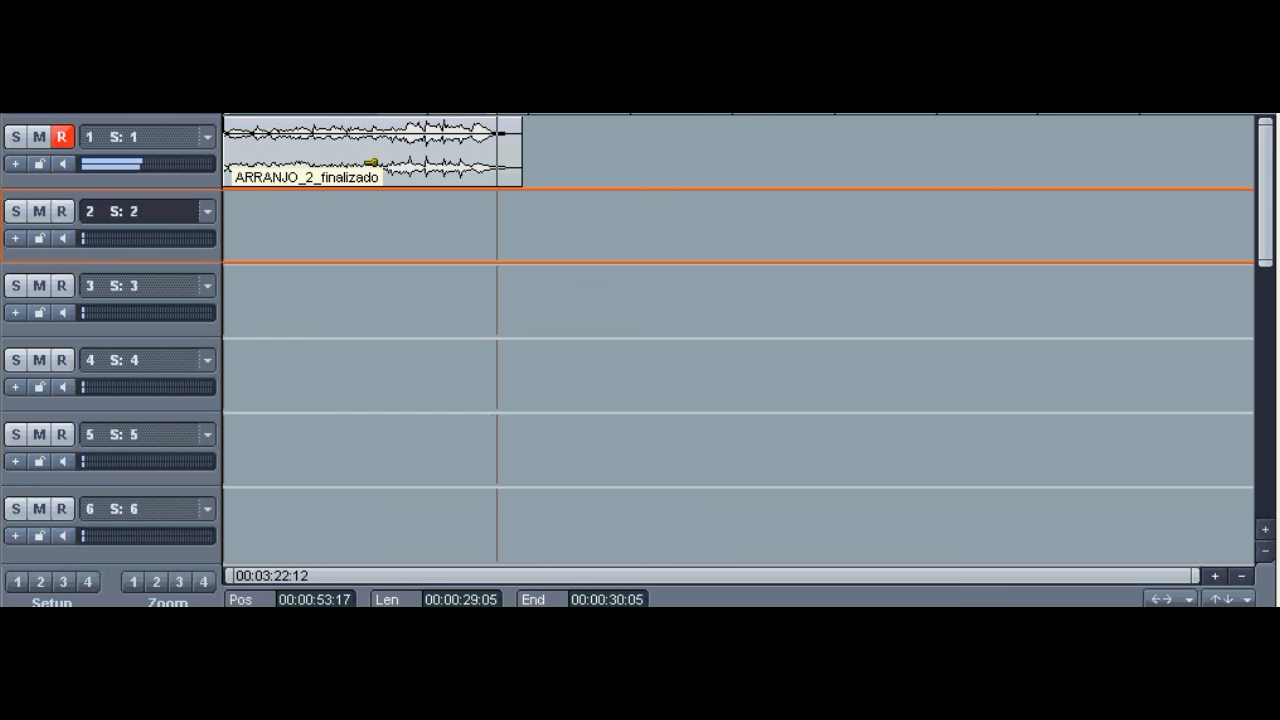 S M R 1 S: 1
+
ARRANJO_2_finalizado
S M R 2 S: 2
+
S M R 3 S: 3
+
S M R 4 S: 4
+
S M R 5 S: 5
+
S M R 6 S: 6
+
00:03:22:12 + −
1 2 3 4 1 2 3 4
Setup Zoom
Pos 00:00:53:17 Len 00:00:29:05 End 00:00:30:05